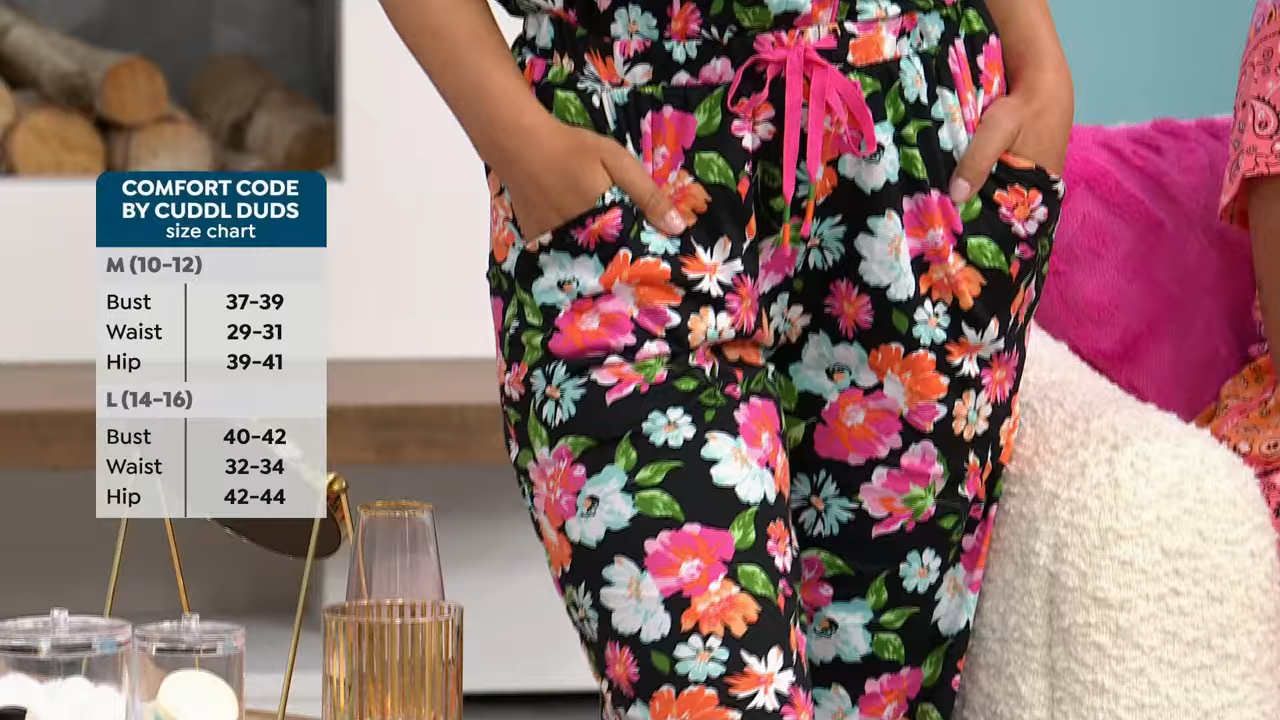 COMFORT CODE
BY CUDDL DUDS
size chart
M (10-12)
Bust 37-39
Waist 29-31
Hip 39-41
L (14-16)
Bust 40-42
Waist 32-34
Hip 42-44